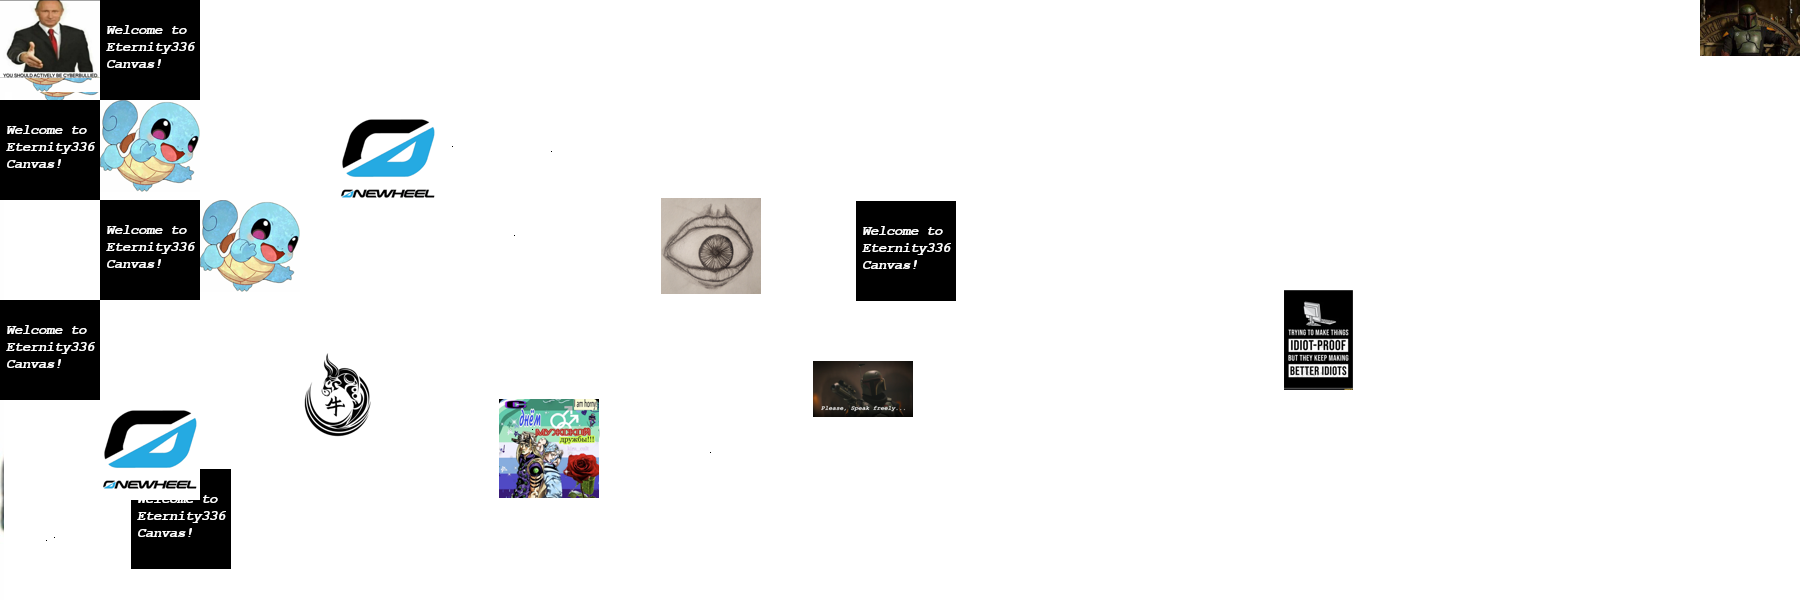 YOU SHOULD ACTIVELY BE CYBERBULLIED.
Welcome to
Eternity336
Canvas!
Welcome to
Eternity336
Canvas!
ONEWHEEL
Welcome to
Eternity336
Canvas!
Welcome to
Eternity336
Canvas!
TRYING TO MAKE THINGS
IDIOT-PROOF
BUT THEY KEEP MAKING
BETTER IDIOTS
Welcome to
Eternity336
Canvas!
牛
Please, Speak freely...
I am horny
С
днём
МУЖСКОЙ
дружбы!!!
ONEWHEEL
Welcome to
Eternity336
Canvas!